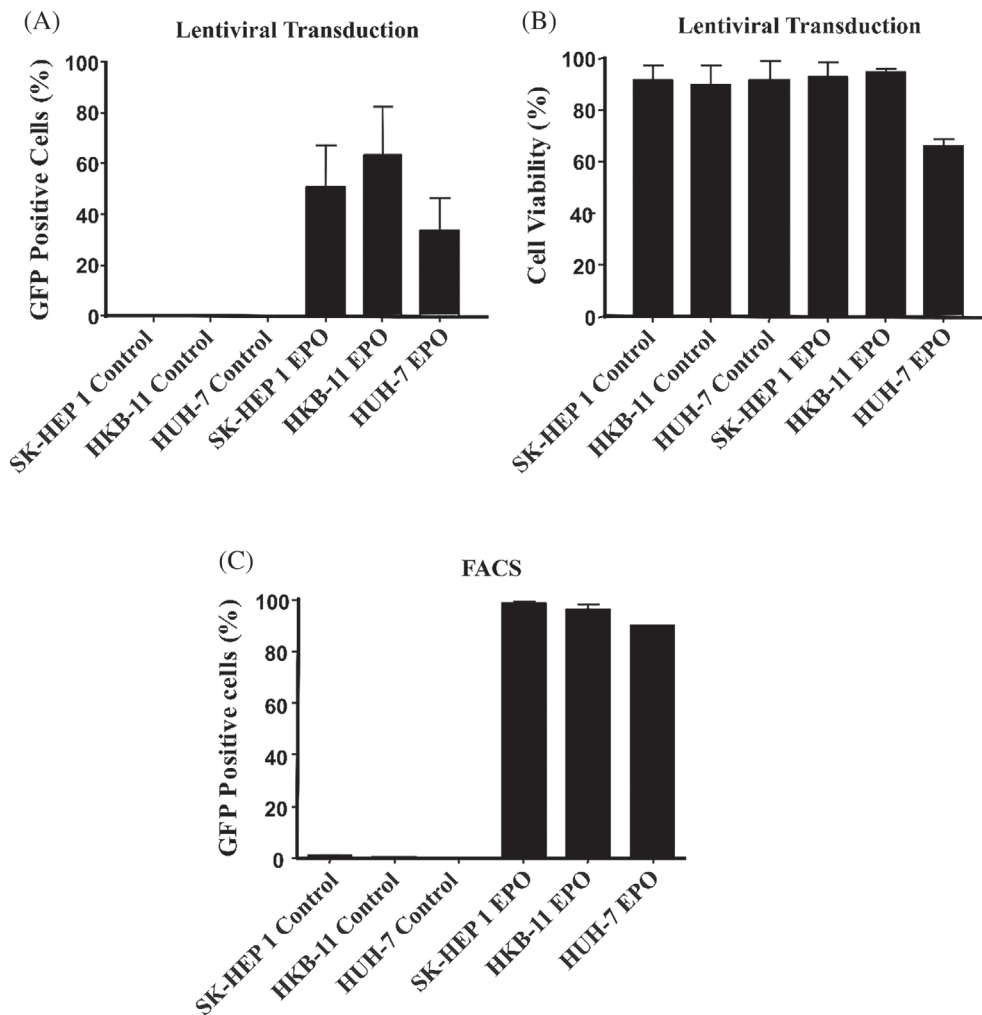 (A)
Lentiviral Transduction
GFP Positive Cells (%)
100
80
60
40
20
0
SK-HEP 1 Control
HKB-11 Control
HUH-7 Control
SK-HEP 1 EPO
HKB-11 EPO
HUH-7 EPO
(B)
Lentiviral Transduction
Cell Viability (%)
100
80
60
40
20
0
SK-HEP 1 Control
HKB-11 Control
HUH-7 Control
SK-HEP 1 EPO
HKB-11 EPO
HUH-7 EPO
(C)
FACS
GFP Positive cells (%)
100
80
60
40
20
0
SK-HEP 1 Control
HKB-11 Control
HUH-7 Control
SK-HEP 1 EPO
HKB-11 EPO
HUH-7 EPO